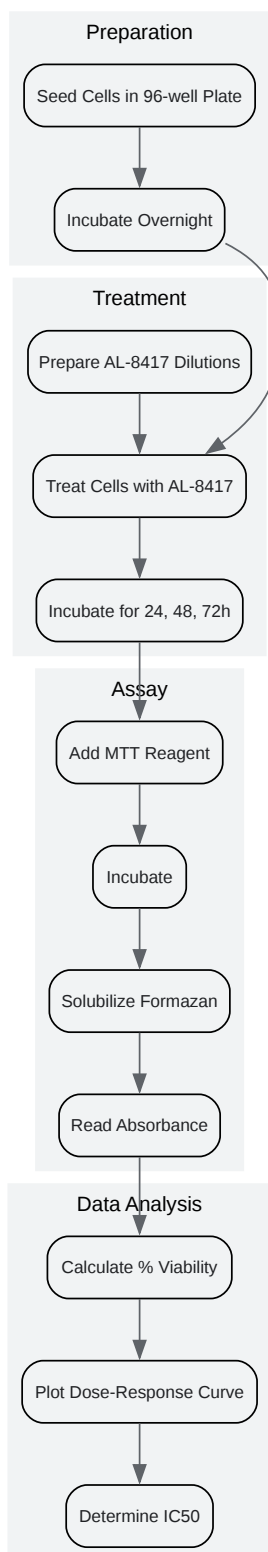 Preparation
Seed Cells in 96-well Plate
Incubate Overnight
Treatment
Prepare AL-8417 Dilutions
Treat Cells with AL-8417
Incubate for 24, 48, 72h
Assay
Add MTT Reagent
Incubate
Solubilize Formazan
Read Absorbance
Data Analysis
Calculate % Viability
Plot Dose-Response Curve
Determine IC50